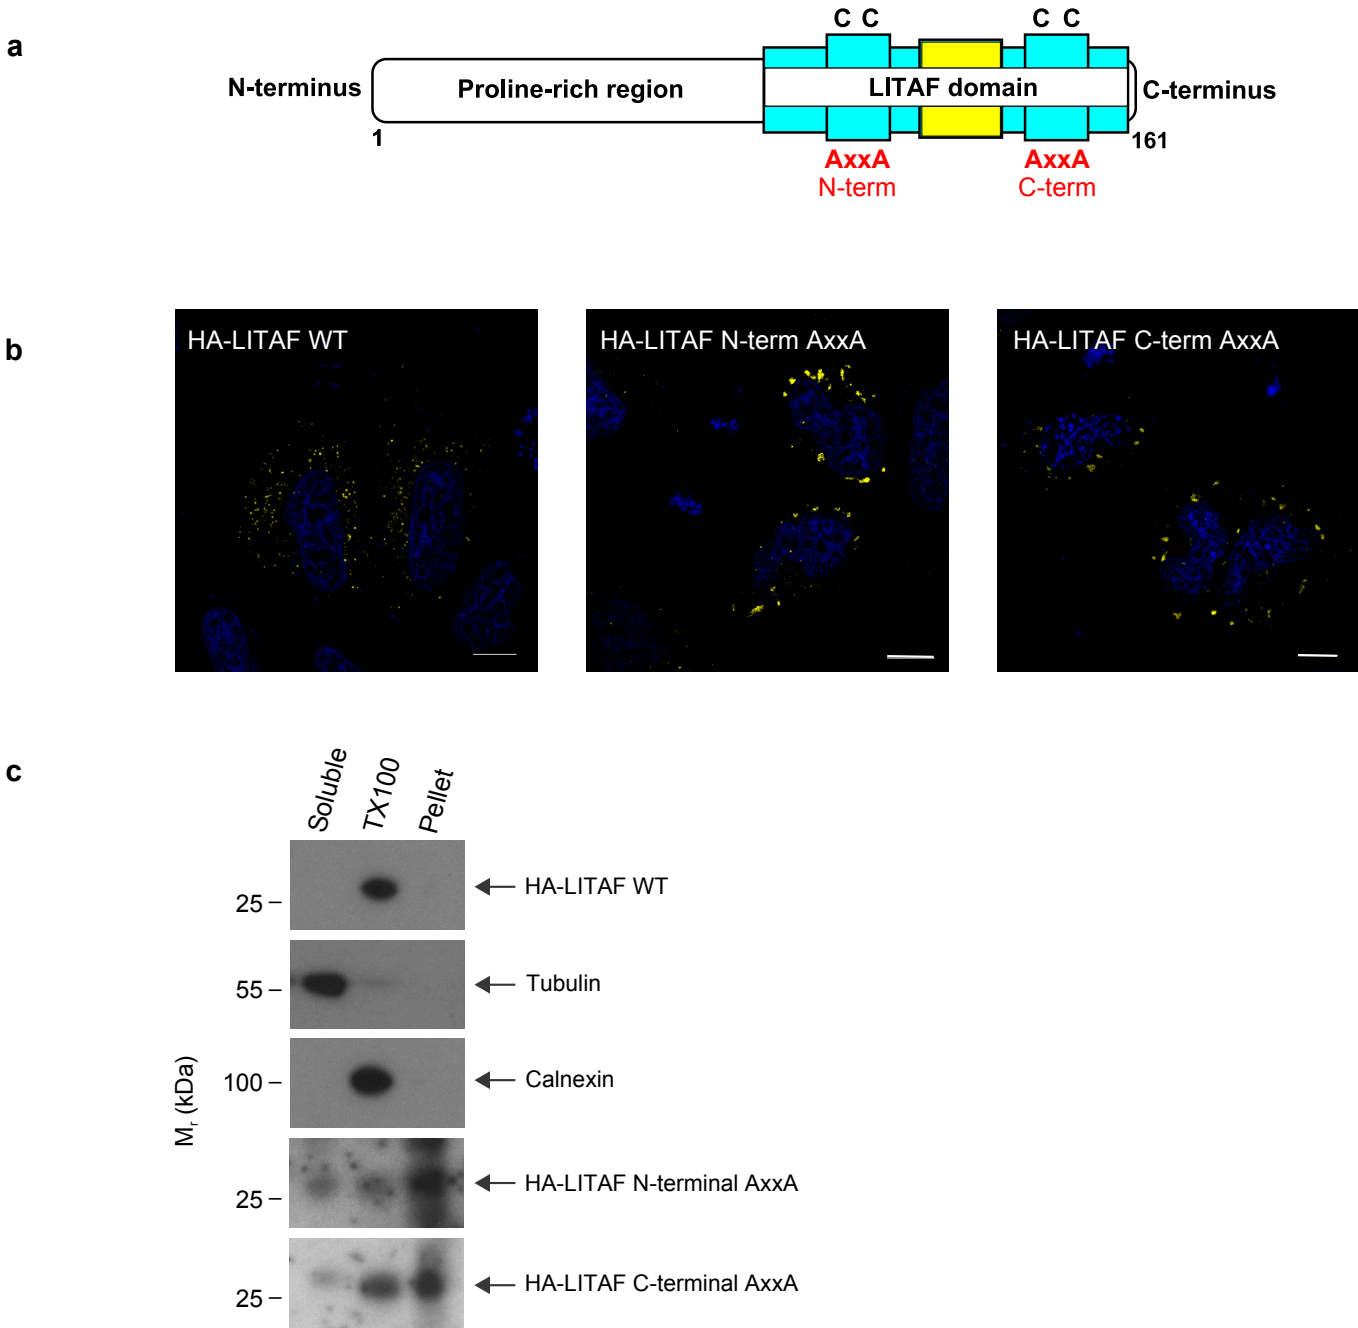 a
C C
C C
N-terminus
Proline-rich region
LITAF domain
C-terminus
1
161
AxxA
N-term
AxxA
C-term
b
HA-LITAF WT
HA-LITAF N-term AxxA
HA-LITAF C-term AxxA
c
Soluble
TX100
Pellet
25
HA-LITAF WT
55
Tubulin
100
Calnexin
Mr (kDa)
25
HA-LITAF N-terminal AxxA
25
HA-LITAF C-terminal AxxA